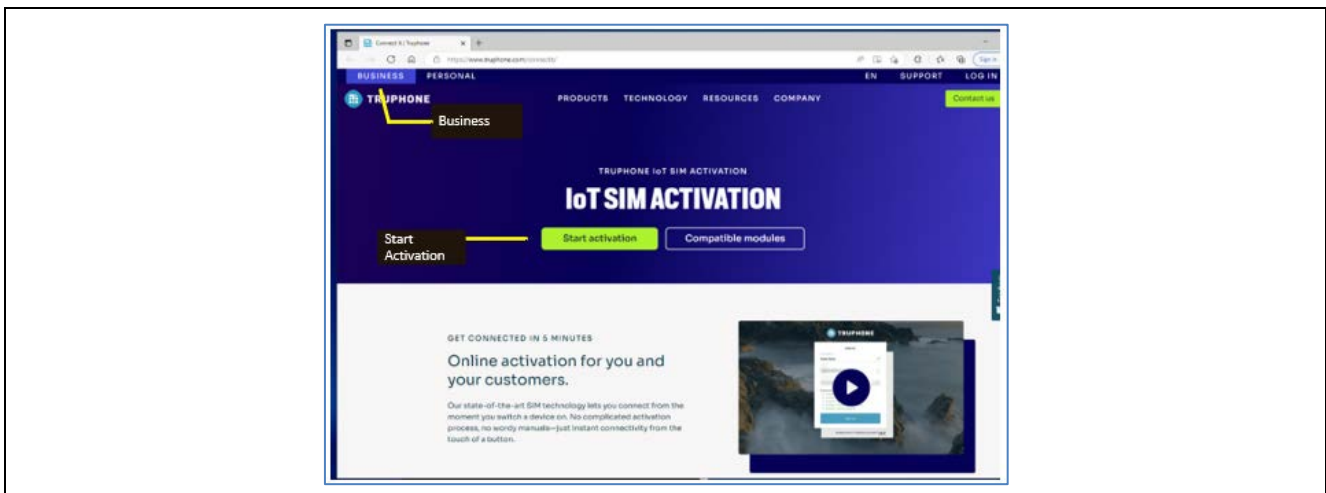 Connect It / Truphone
https://www.truphone.com/connectit/
BUSINESS PERSONAL EN SUPPORT LOG IN
TRUPHONE PRODUCTS TECHNOLOGY RESOURCES COMPANY Contact us
Business
TRUPHONE IoT SIM ACTIVATION
IoT SIM ACTIVATION
Start activation Compatible modules
Start
Activation
GET CONNECTED IN 5 MINUTES
Online activation for you and
your customers.
Our state-of-the-art SIM technology lets you connect from the
moment you switch a device on. No complicated activation
process, no wordy manuals—just instant connectivity from the
touch of a button.
TRUPHONE